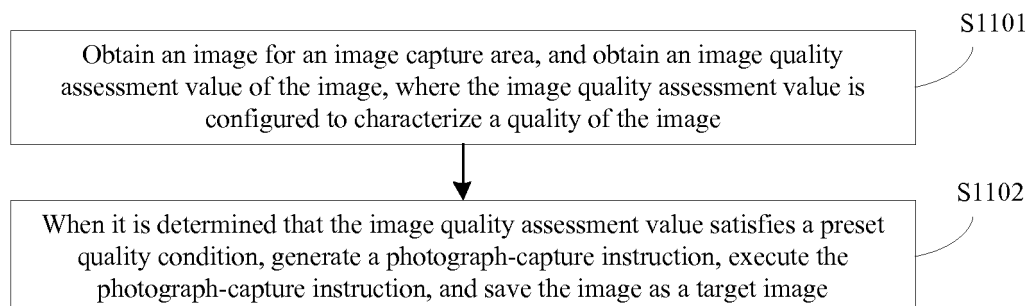 S1101
Obtain an image for an image capture area, and obtain an image quality
assessment value of the image, where the image quality assessment value is
configured to characterize a quality of the image
S1102
When it is determined that the image quality assessment value satisfies a preset
quality condition, generate a photograph-capture instruction, execute the
photograph-capture instruction, and save the image as a target image